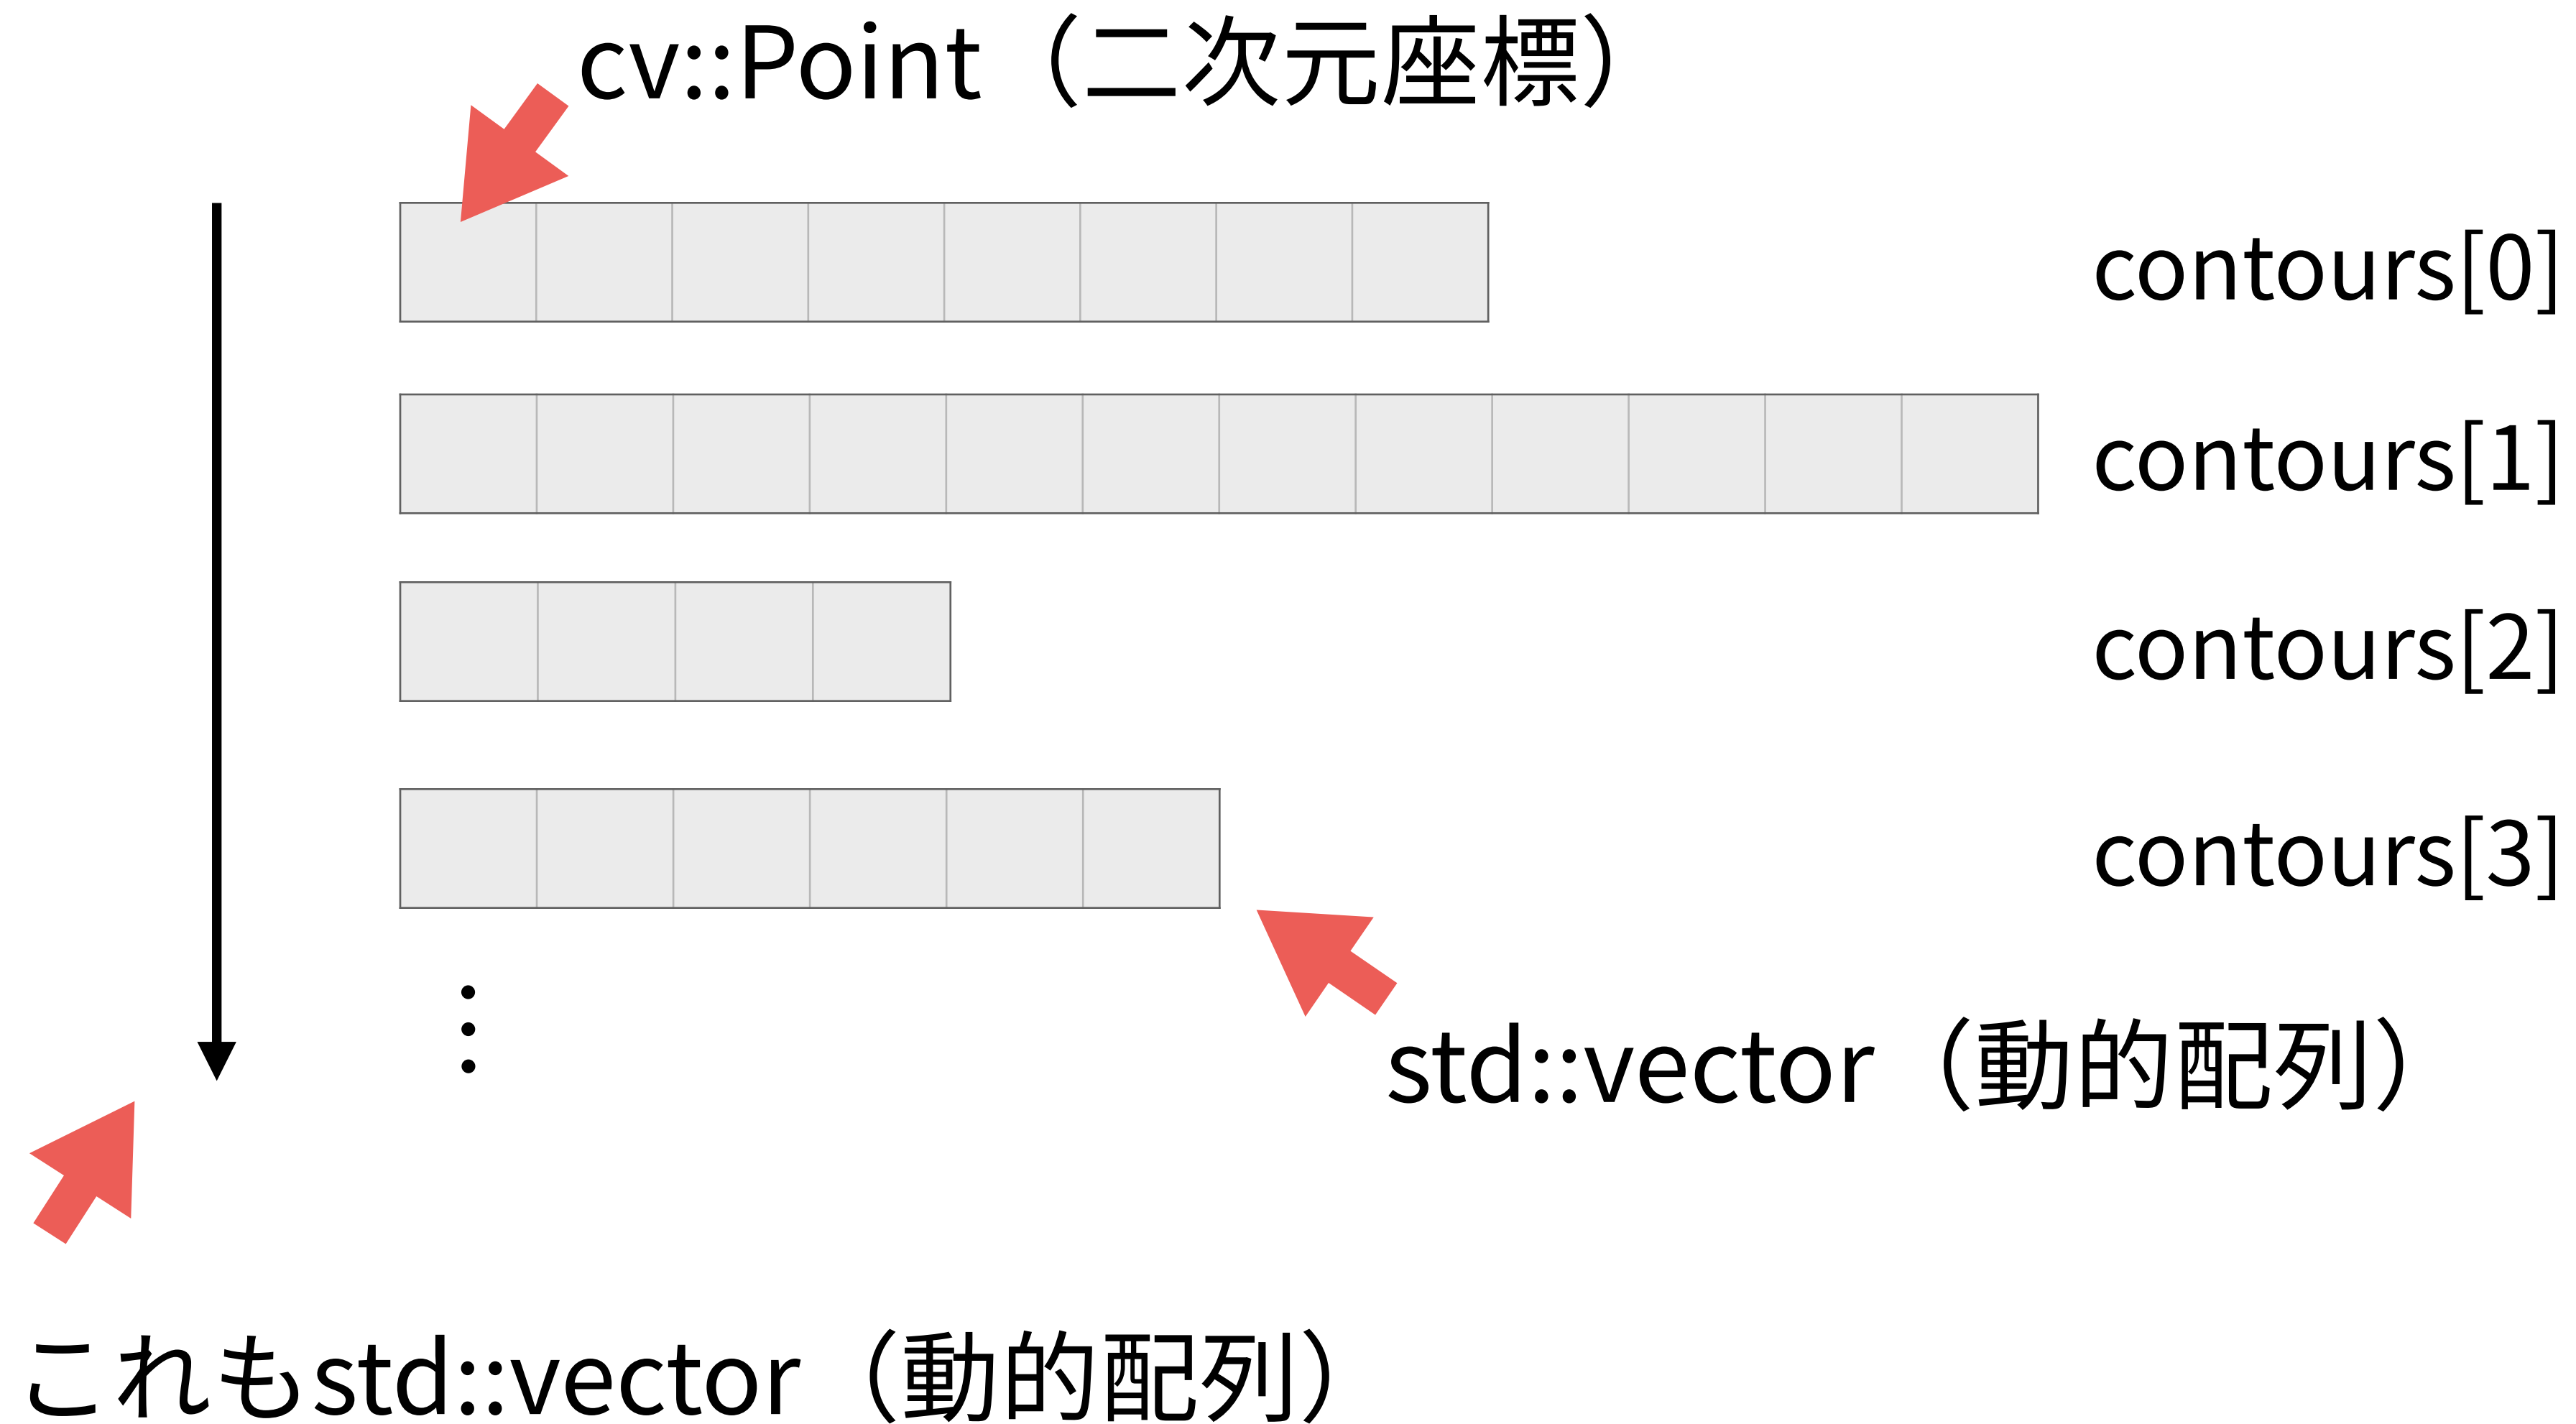 cv::Point（二次元座標）
contours[0]
contours[1]
contours[2]
contours[3]
std::vector（動的配列）
これもstd::vector（動的配列）